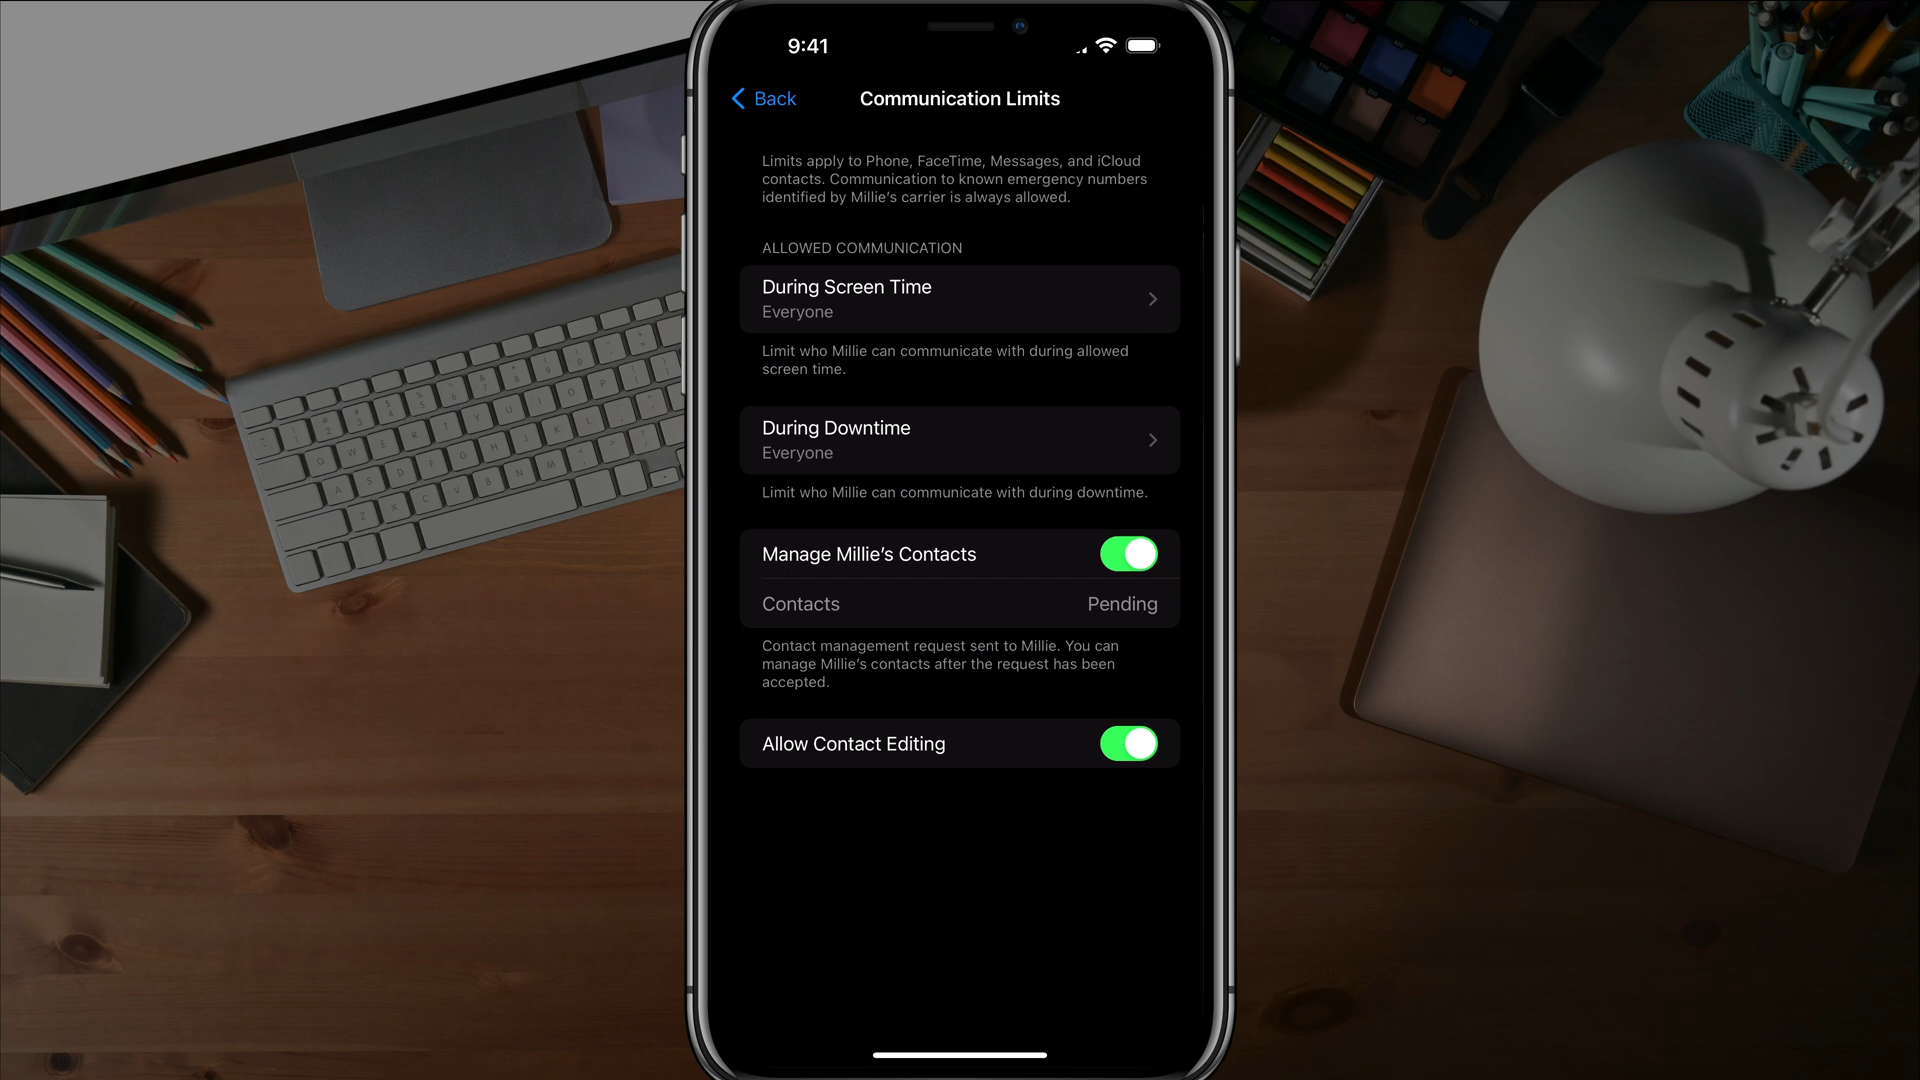 9:41
Back
Communication Limits
Limits apply to Phone, FaceTime, Messages, and iCloud
contacts. Communication to known emergency numbers
identified by Millie's carrier is always allowed.
ALLOWED COMMUNICATION
During Screen Time
Everyone
Limit who Millie can communicate with during allowed
screen time.
During Downtime
Everyone
Limit who Millie can communicate with during downtime.
Manage Millie's Contacts
Contacts Pending
Contact management request sent to Millie. You can
manage Millie's contacts after the request has been
accepted.
Allow Contact Editing